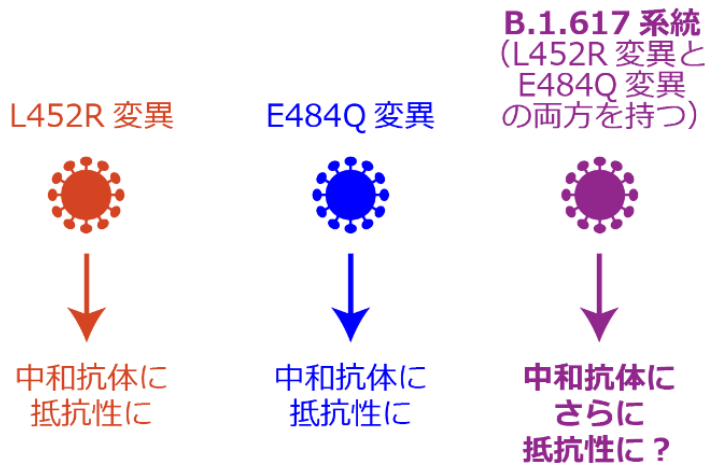 L452R 変異
中和抗体に
抵抗性に
E484Q 変異
中和抗体に
抵抗性に
B.1.617 系統
（L452R 変異と
E484Q 変異
の両方を持つ）
中和抗体に
さらに
抵抗性に？